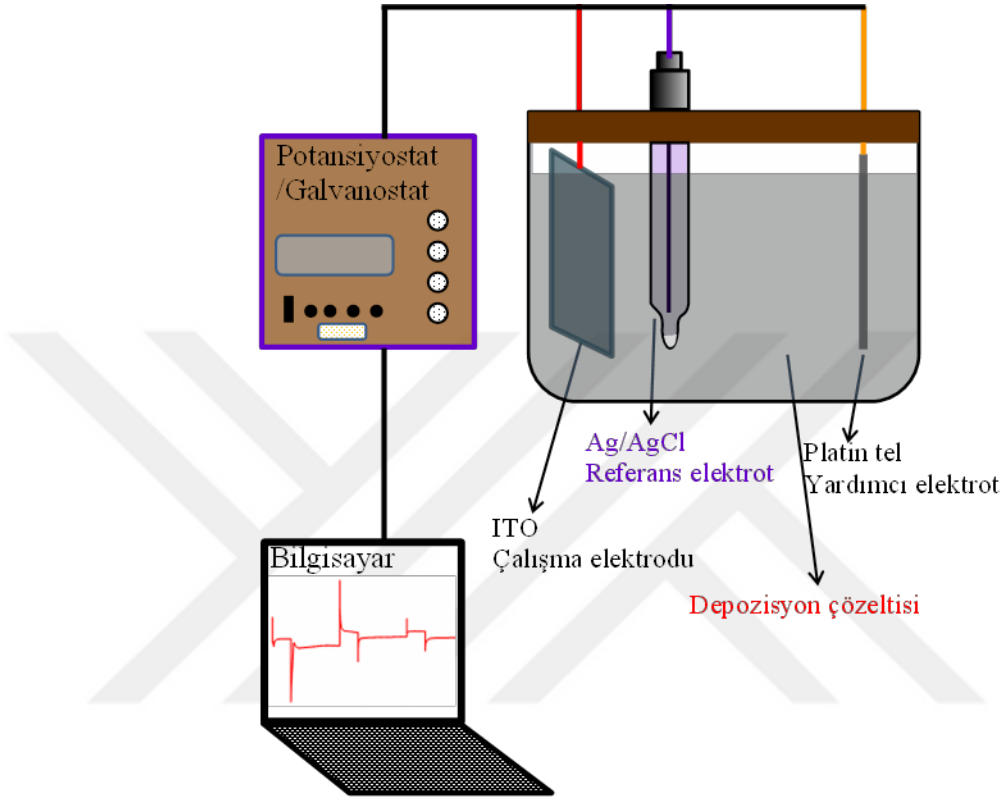 Potansiyostat
/Galvanostat
Ag/AgCl
Referans elektrot
Platin tel
Yardımcı elektrot
ITO
Çalışma elektrodu
Bilgisayar
Depozisyon çözeltisi